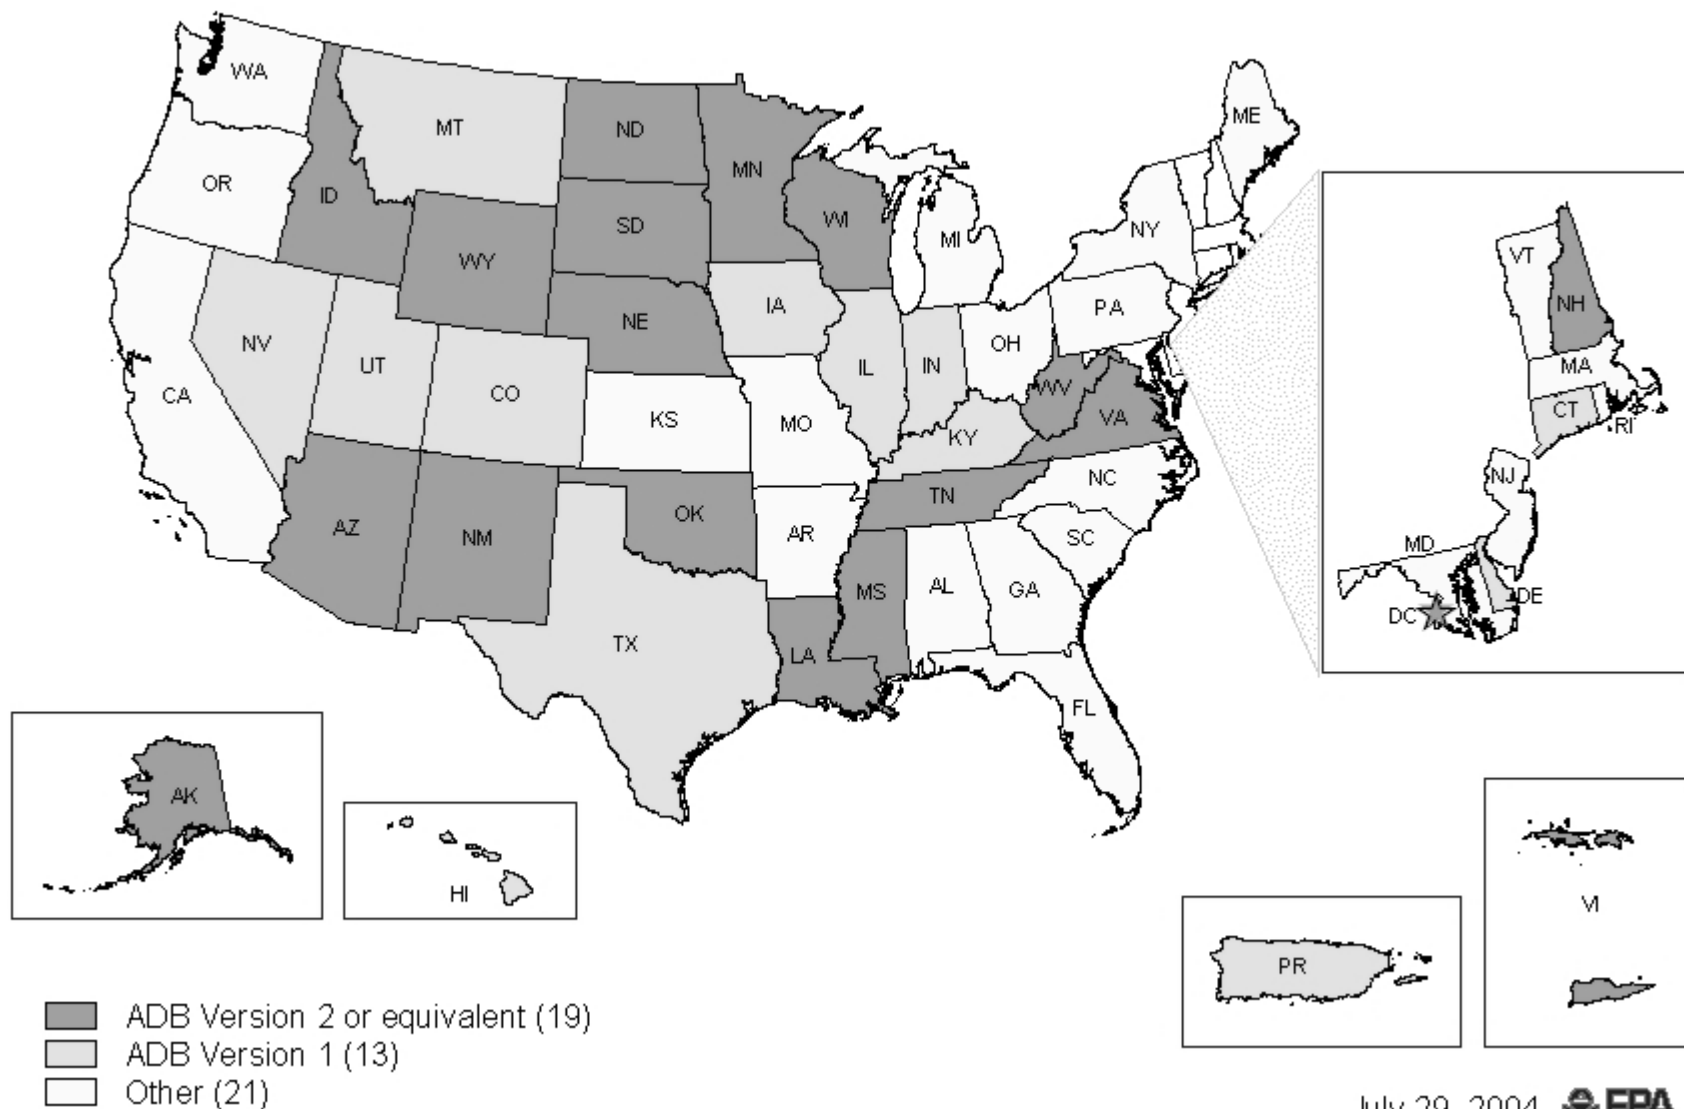 WA
MT
ND
MN
ME
OR
ID
SD
WI
MI
NY
VT
WY
NH
IA
NE
PA
NV
UT
CO
IL
IN
OH
MA
CA
KS
MO
WV
VA
CT
RI
KY
NC
NJ
AZ
NM
OK
AR
TN
SC
MD
MS
AL
GA
DE
DC
TX
LA
FL
AK
HI
VI
PR
ADB Version 2 or equivalent (19)
ADB Version 1 (13)
Other (21)
July 29, 2004 EPA